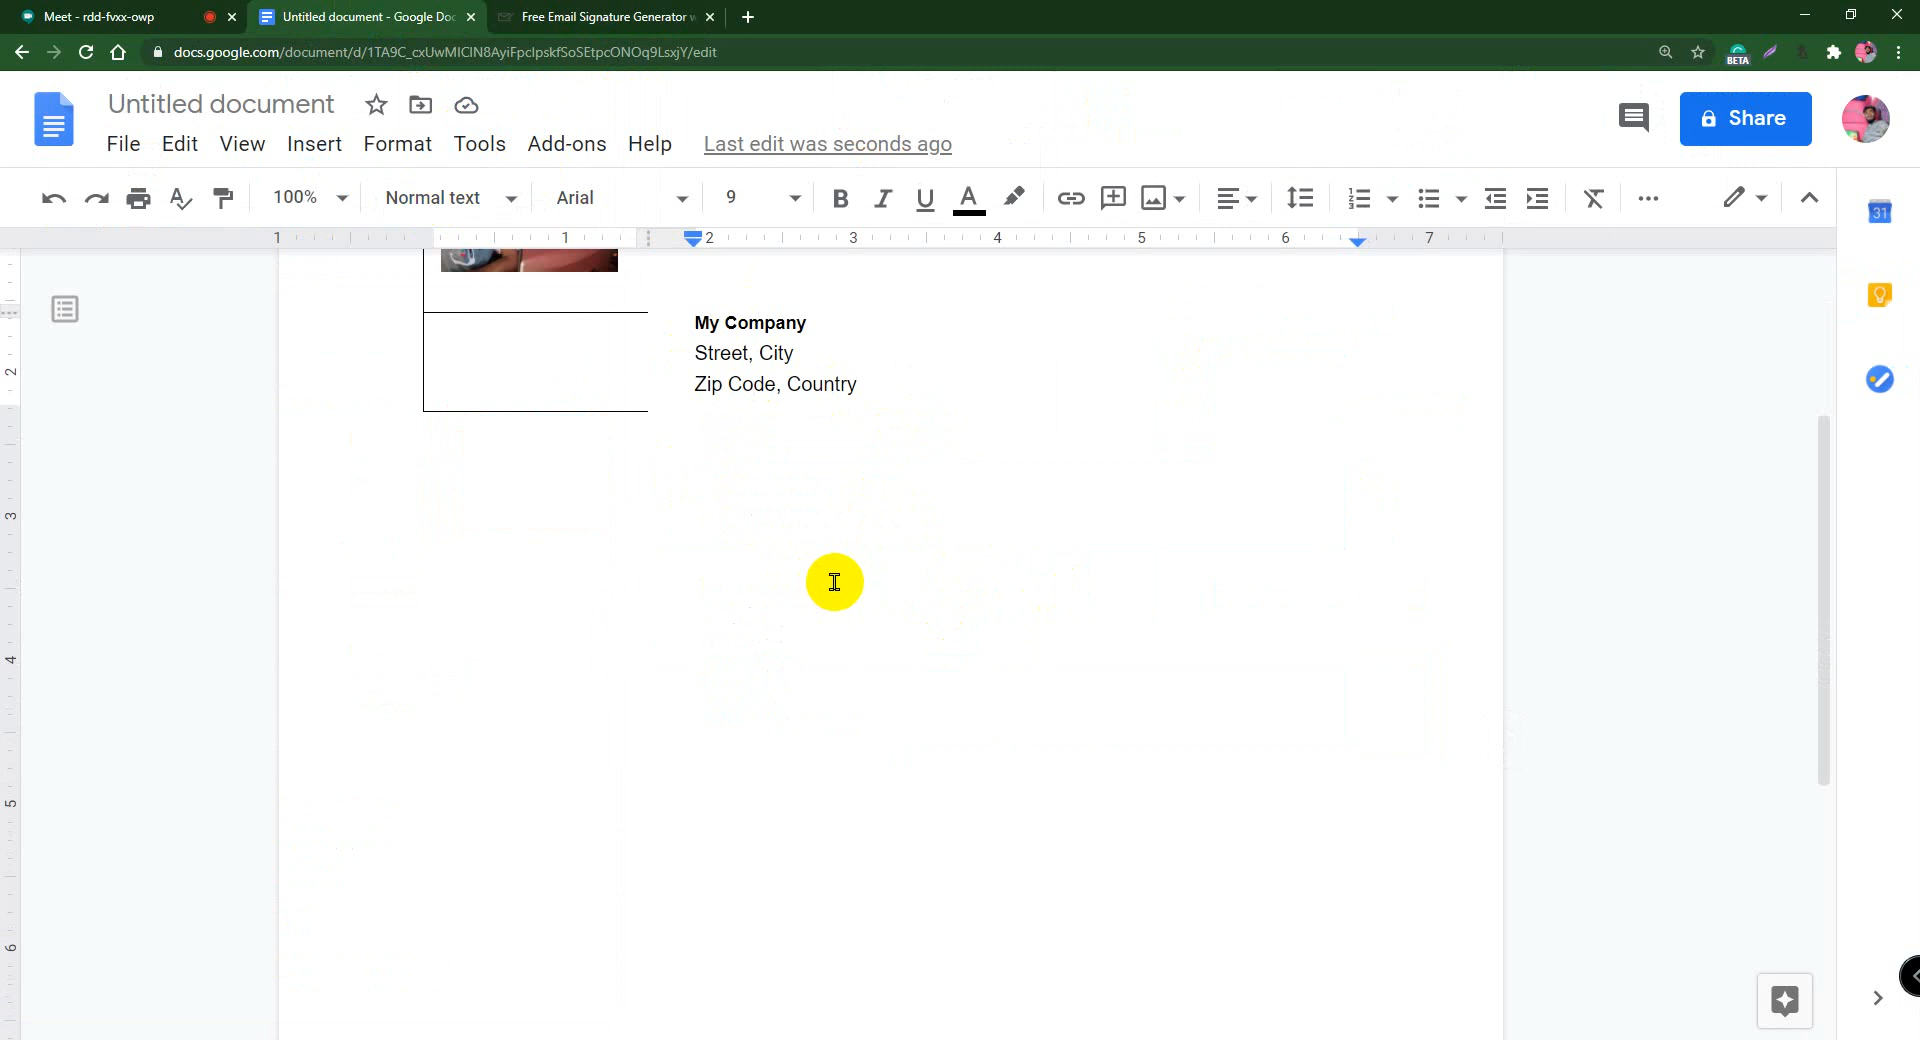 Meet - rdd-fvxx-owp
Untitled document - Google Doc
Free Email Signature Generator w
docs.google.com/document/d/1TA9C_cxUwMICIN8AyiFpcIpskfSoSEtpcONOq9LsxjY/edit
BETA
Untitled document
Share
File Edit View Insert Format Tools Add-ons Help Last edit was seconds ago
100% Normal text Arial 9
31
1 1 2 3 4 5 6 7
My Company
Street, City
Zip Code, Country
2
3
4
5
6